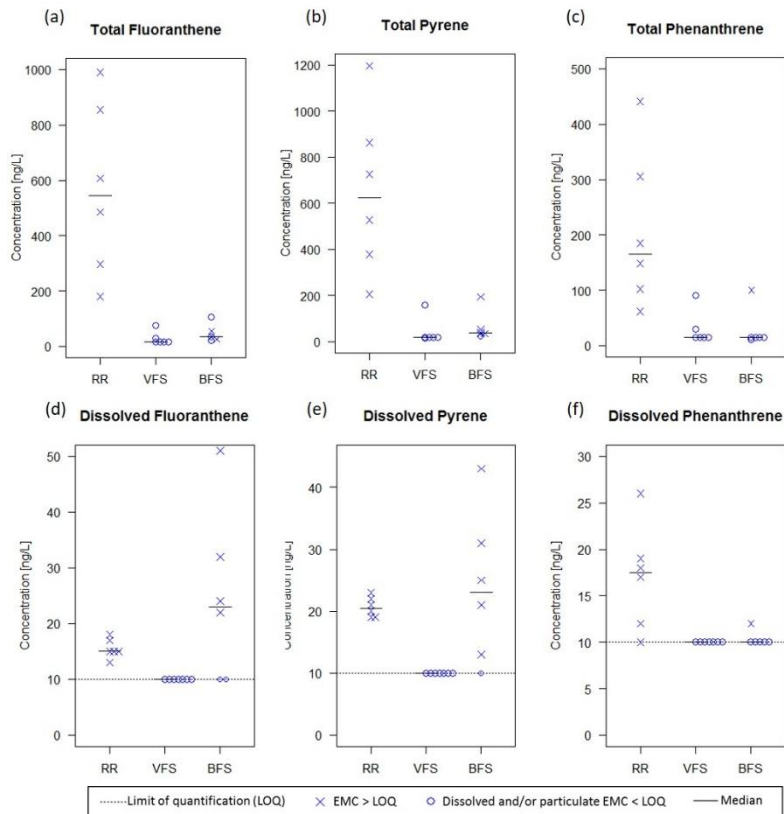 (a)
Total Fluoranthene
Concentration [ng/L]
1000
800
600
400
200
0
RR VFS BFS
(b)
Total Pyrene
Concentration [ng/L]
1200
1000
800
600
400
200
0
RR VFS BFS
(c)
Total Phenanthrene
Concentration [ng/L]
500
400
300
200
100
0
RR VFS BFS
(d)
Dissolved Fluoranthene
Concentration [ng/L]
50
40
30
20
10
0
RR VFS BFS
(e)
Dissolved Pyrene
Concentration [ng/L]
40
30
20
10
0
RR VFS BFS
(f)
Dissolved Phenanthrene
Concentration [ng/L]
30
25
20
15
10
5
0
RR VFS BFS
Limit of quantification (LOQ) EMC > LOQ Dissolved and/or particulate EMC < LOQ Median